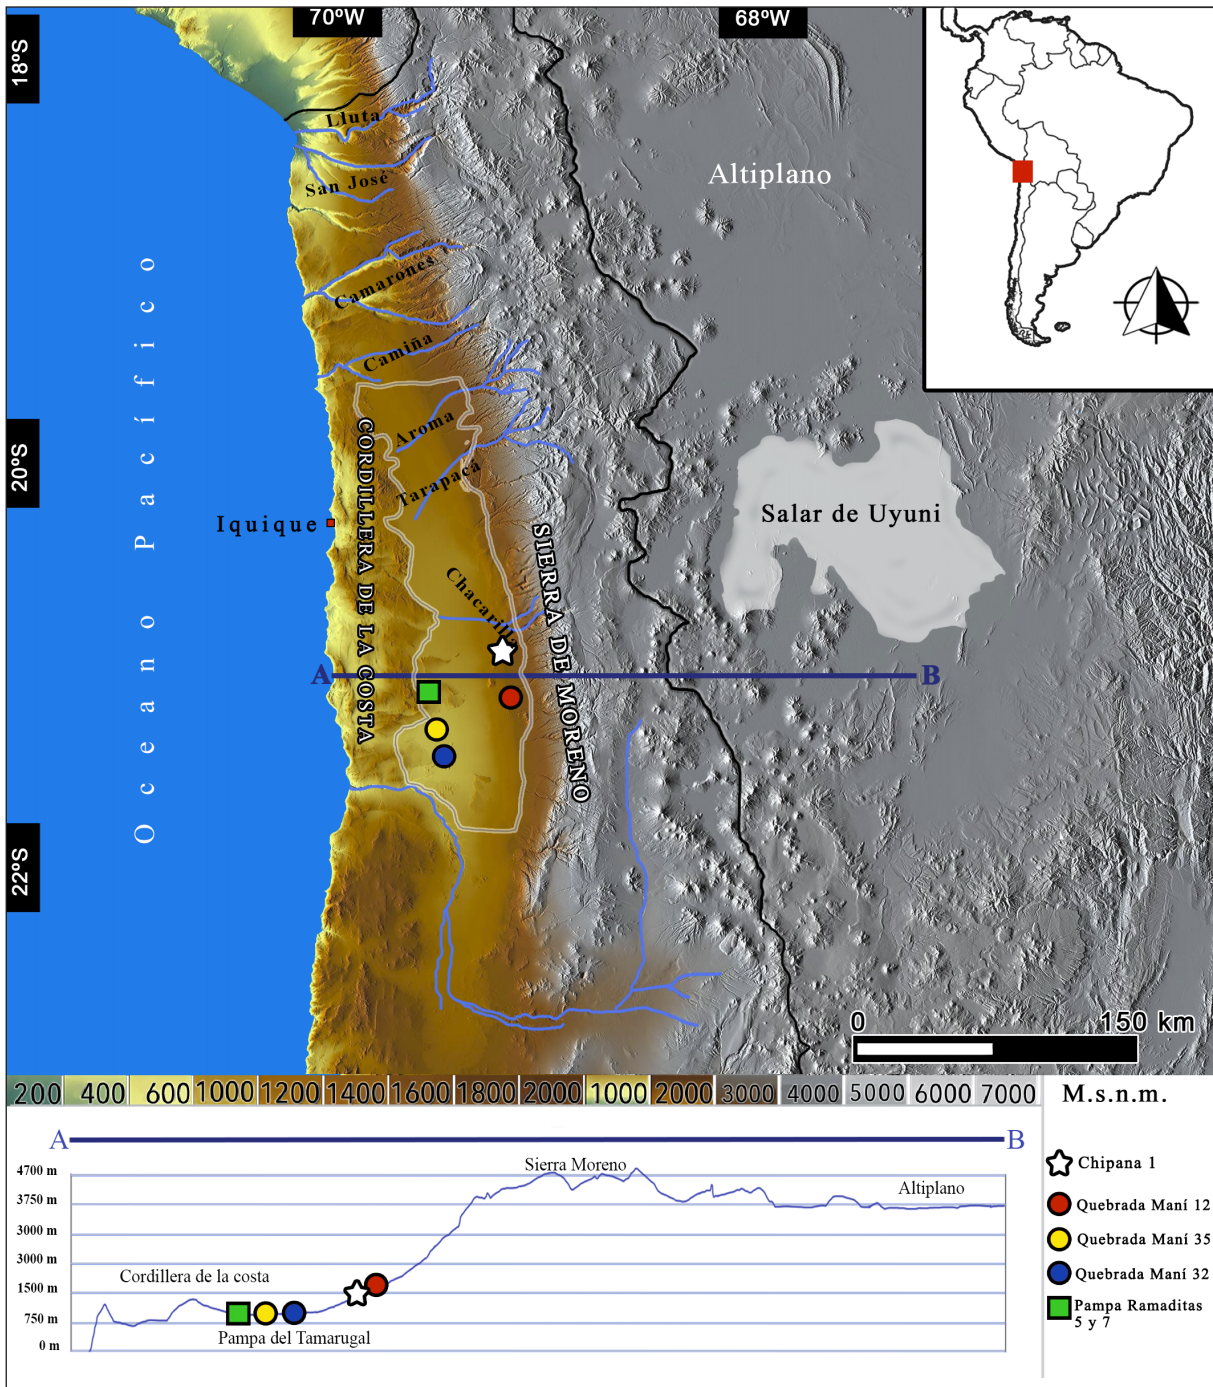 70ºW
68ºW
18ºS
Lluta
San José
Altiplano
Camarones
Camiña
Aroma
Tarapaca
20ºS
Iquique
Oceano Pacífico
CORDILLERA DE LA COSTA
SIERRA DE MORENO
Salar de Uyuni
Chacarilla
A
B
22ºS
0 150 km
200 400 600 1000 1200 1400 1600 1800 2000 1000 2000 3000 4000 5000 6000 7000 M.s.n.m.
A B
4700 m
3750 m
3000 m
3000 m
1500 m
750 m
0 m
Sierra Moreno
Altiplano
Cordillera de la costa
Pampa del Tamarugal
Chipana 1
Quebrada Maní 12
Quebrada Maní 35
Quebrada Maní 32
Pampa Ramaditas
5 y 7